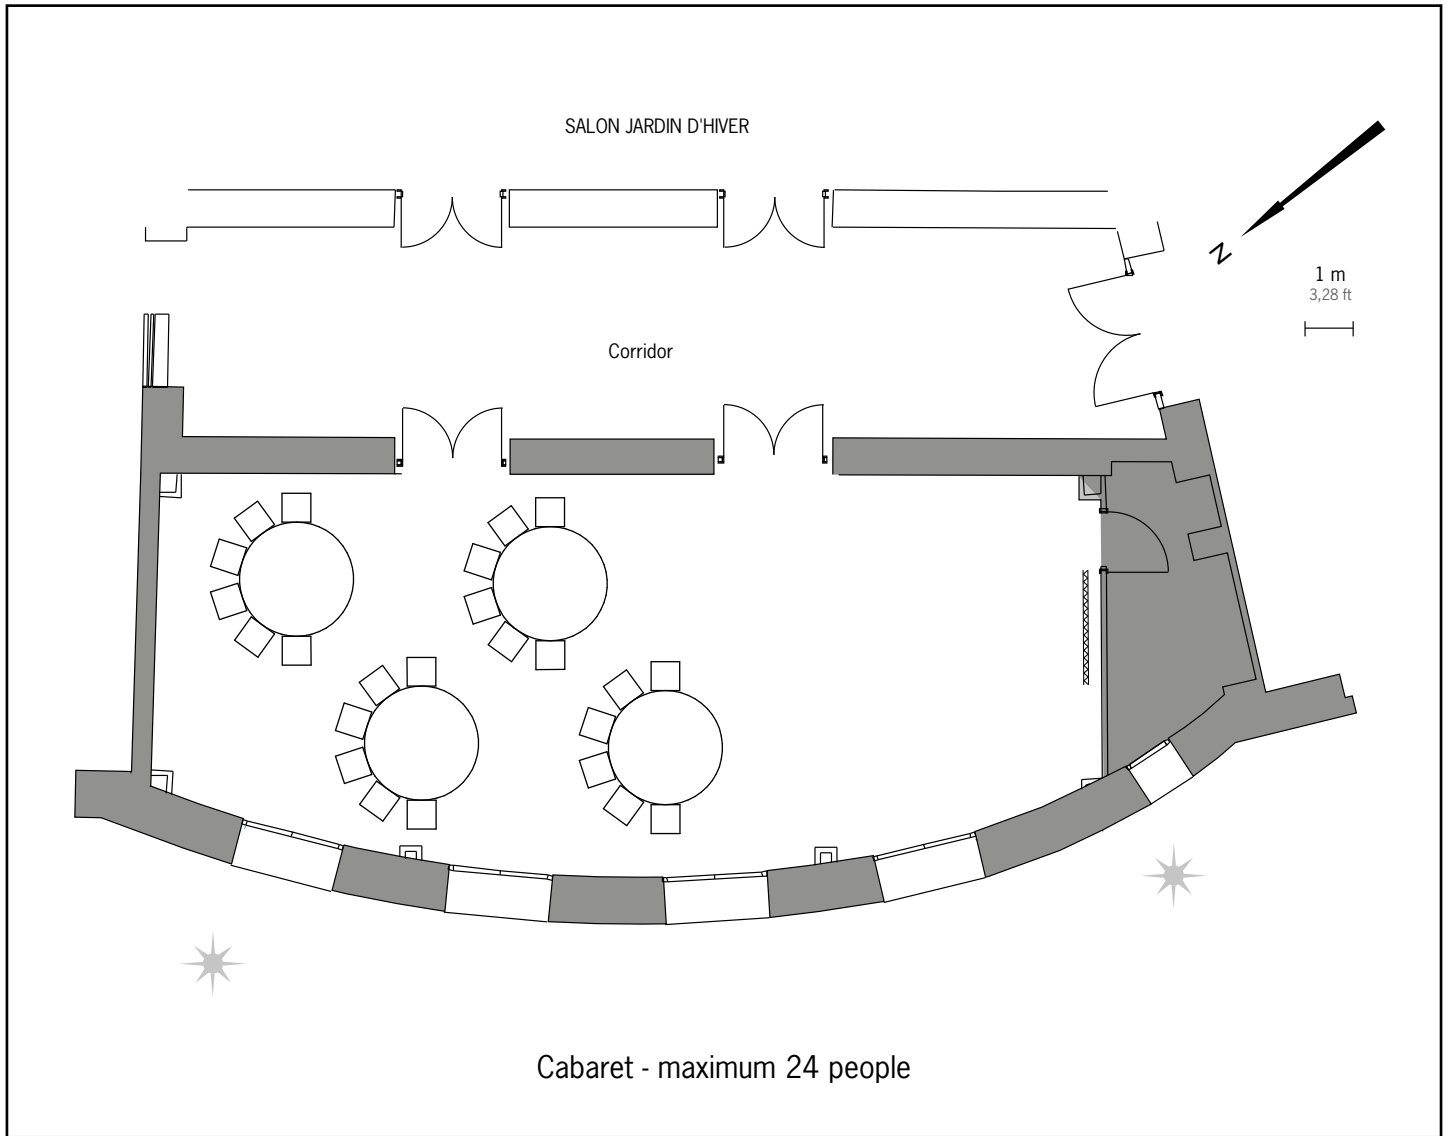 SALON JARDIN D'HIVER
N
1 m
3,28 ft
Corridor
Cabaret - maximum 24 people